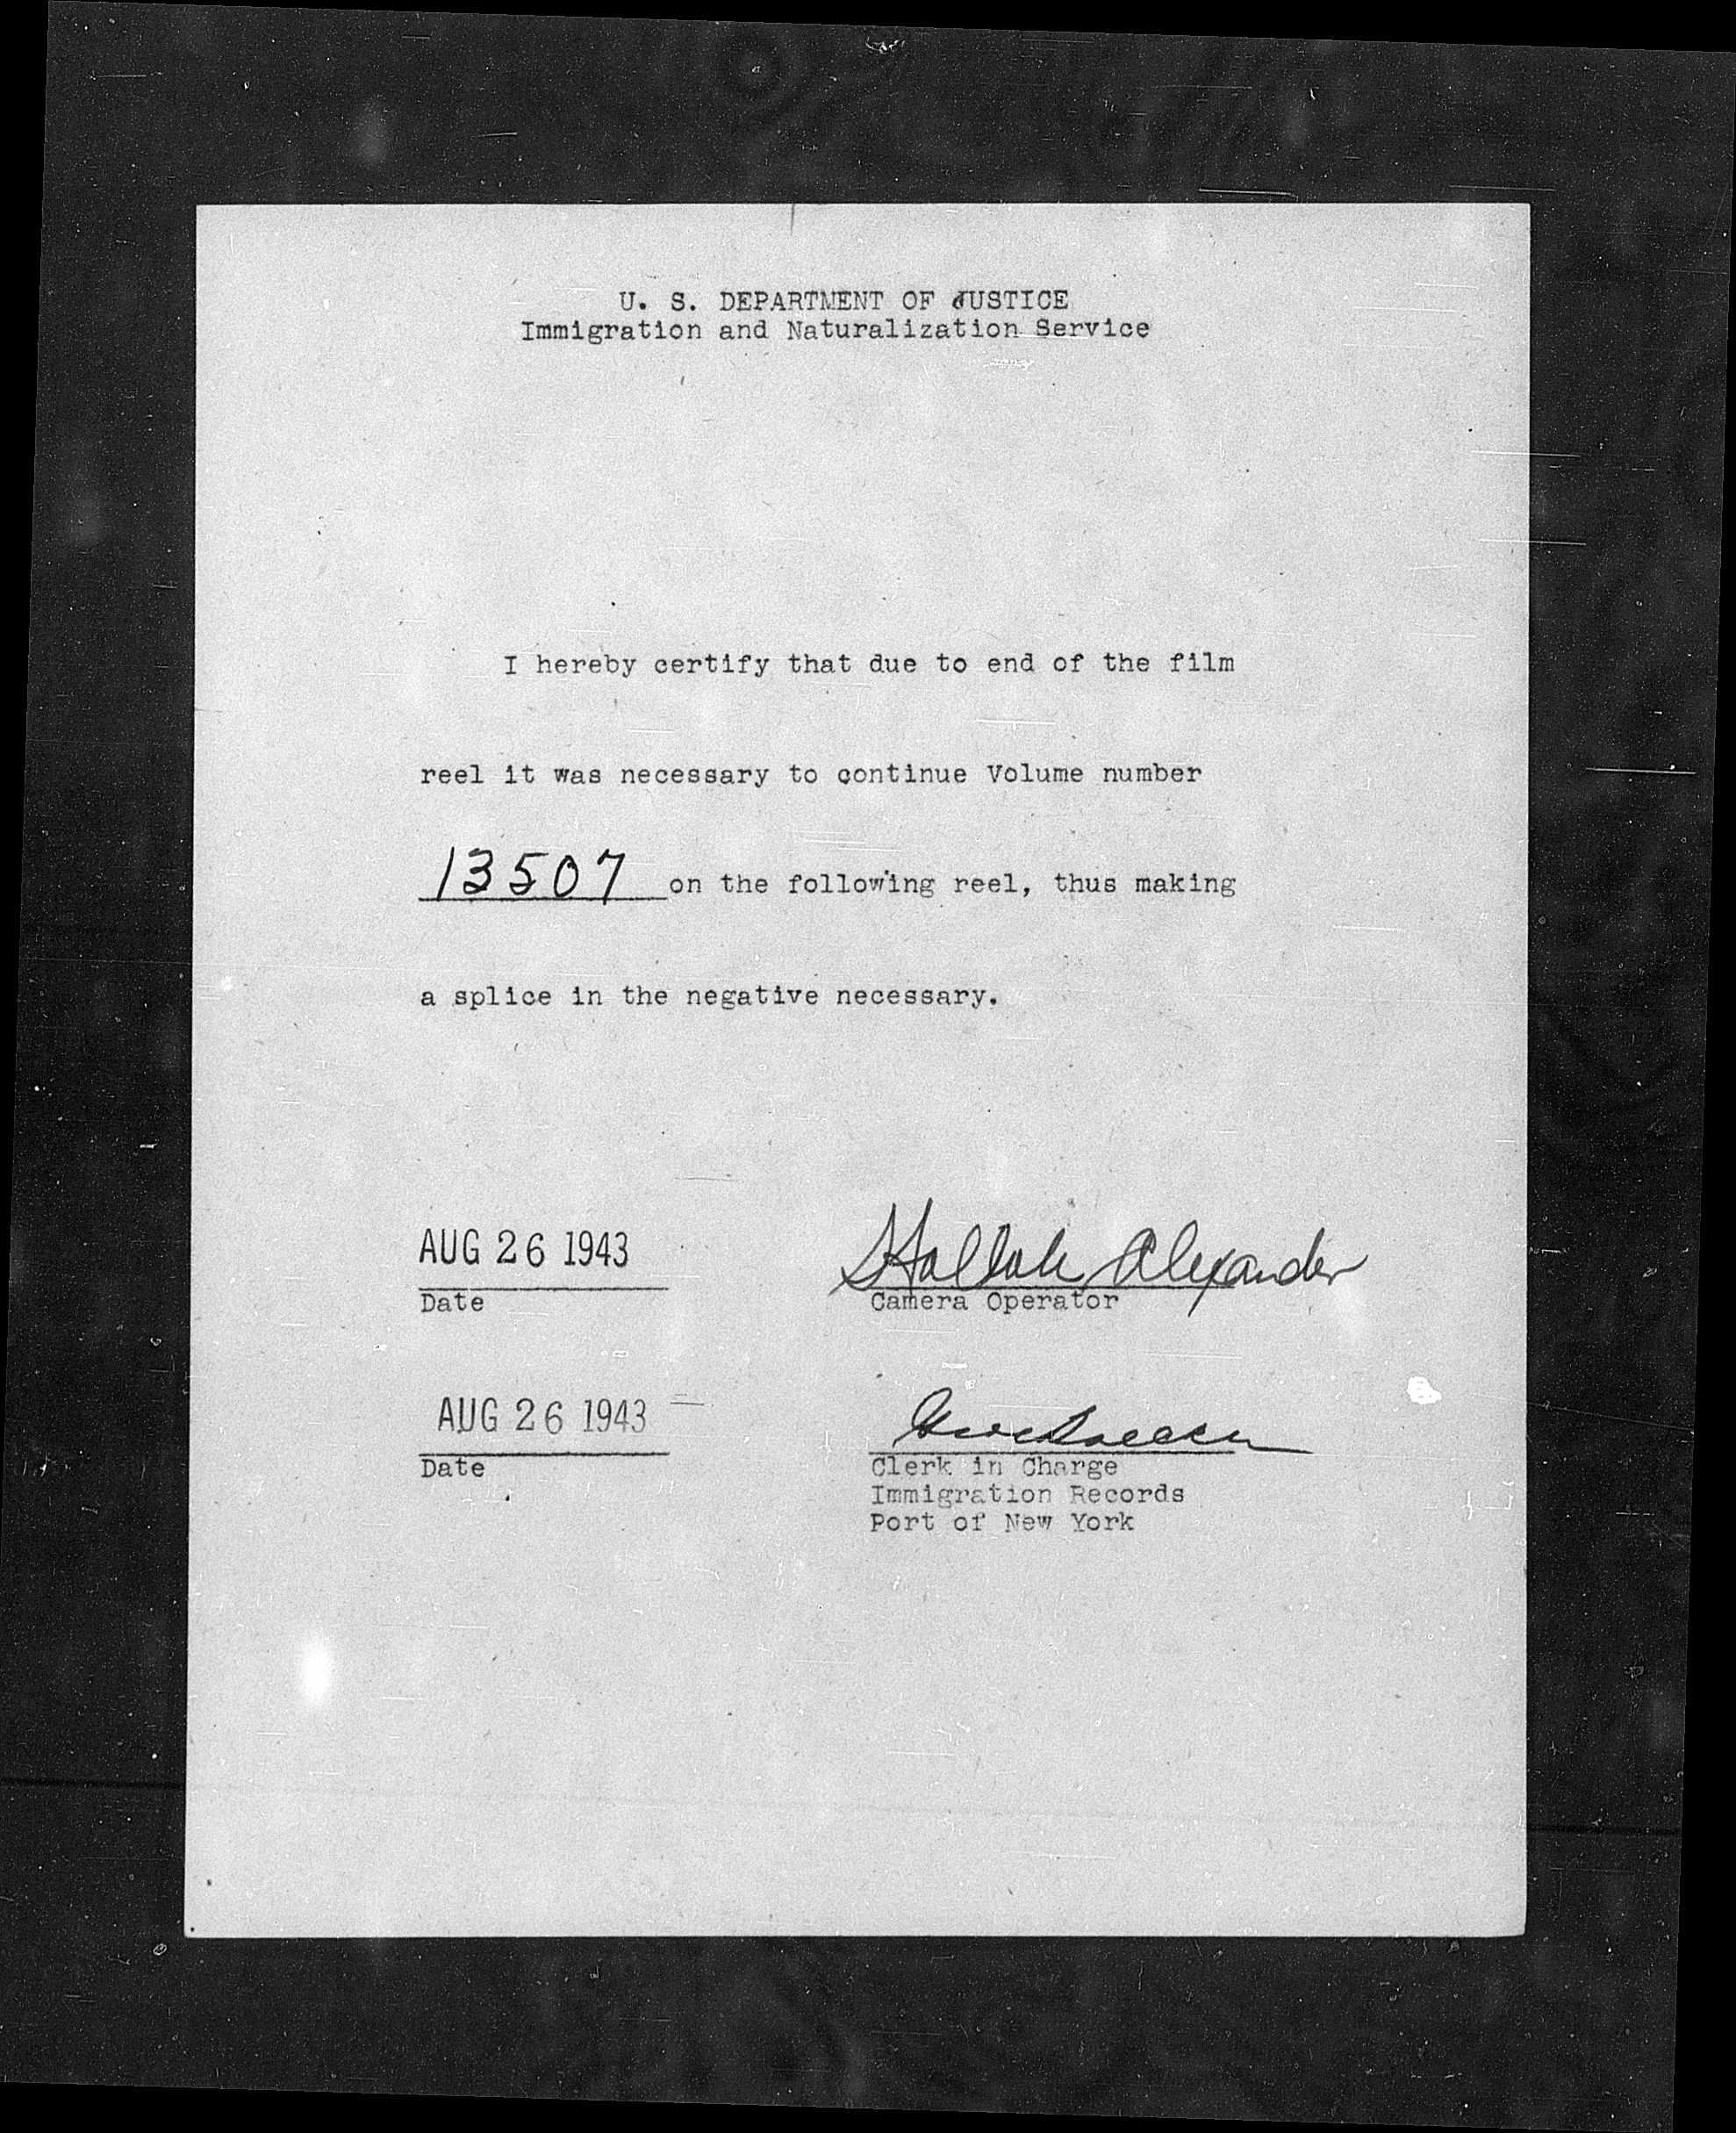 U. S. DEPARTMENT OF JUSTICE
Immigration and Naturalization Service
I hereby certify that due to end of the film
reel it was necessary to continue Volume number
13507 on the following reel, thus making
a splice in the negative necessary.
AUG 26 1943
Alexander
Date
Camera Operator
AUG 26 1943
Date
Clerk in Charge
Immigration Records
Port of New York